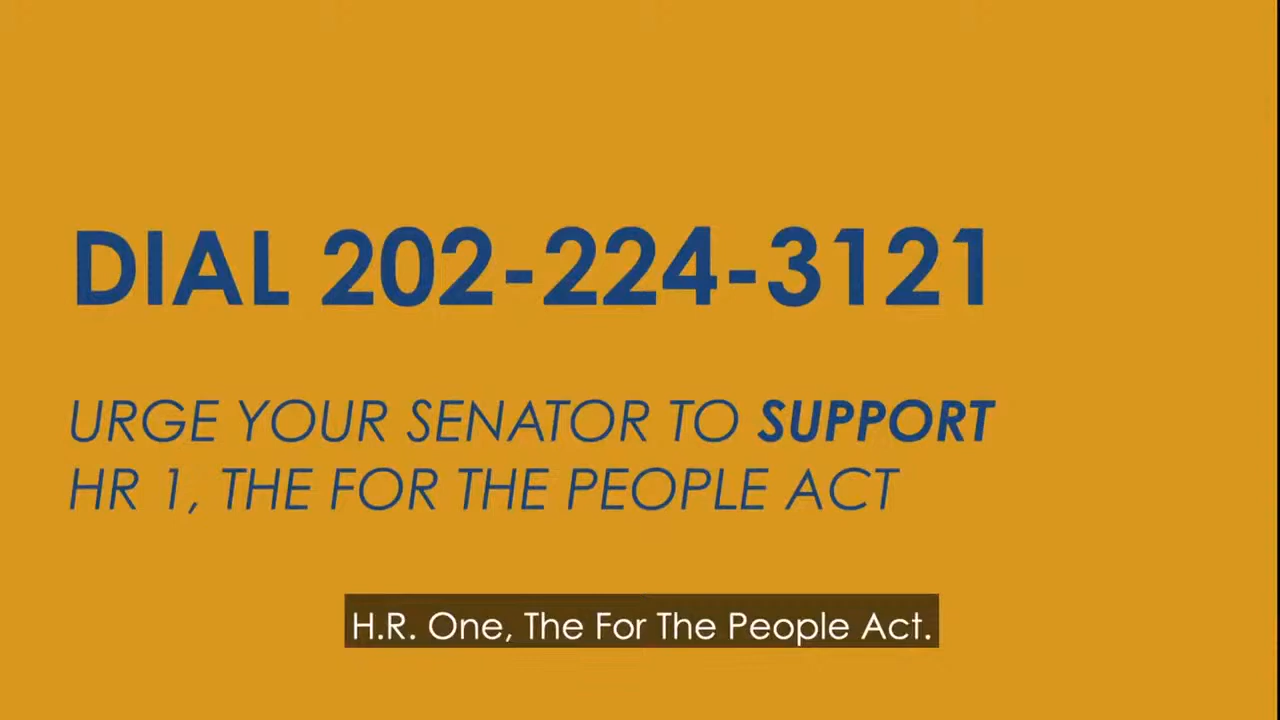 DIAL 202-224-3121
URGE YOUR SENATOR TO SUPPORT
HR 1, THE FOR THE PEOPLE ACT
H.R. One, The For The People Act.